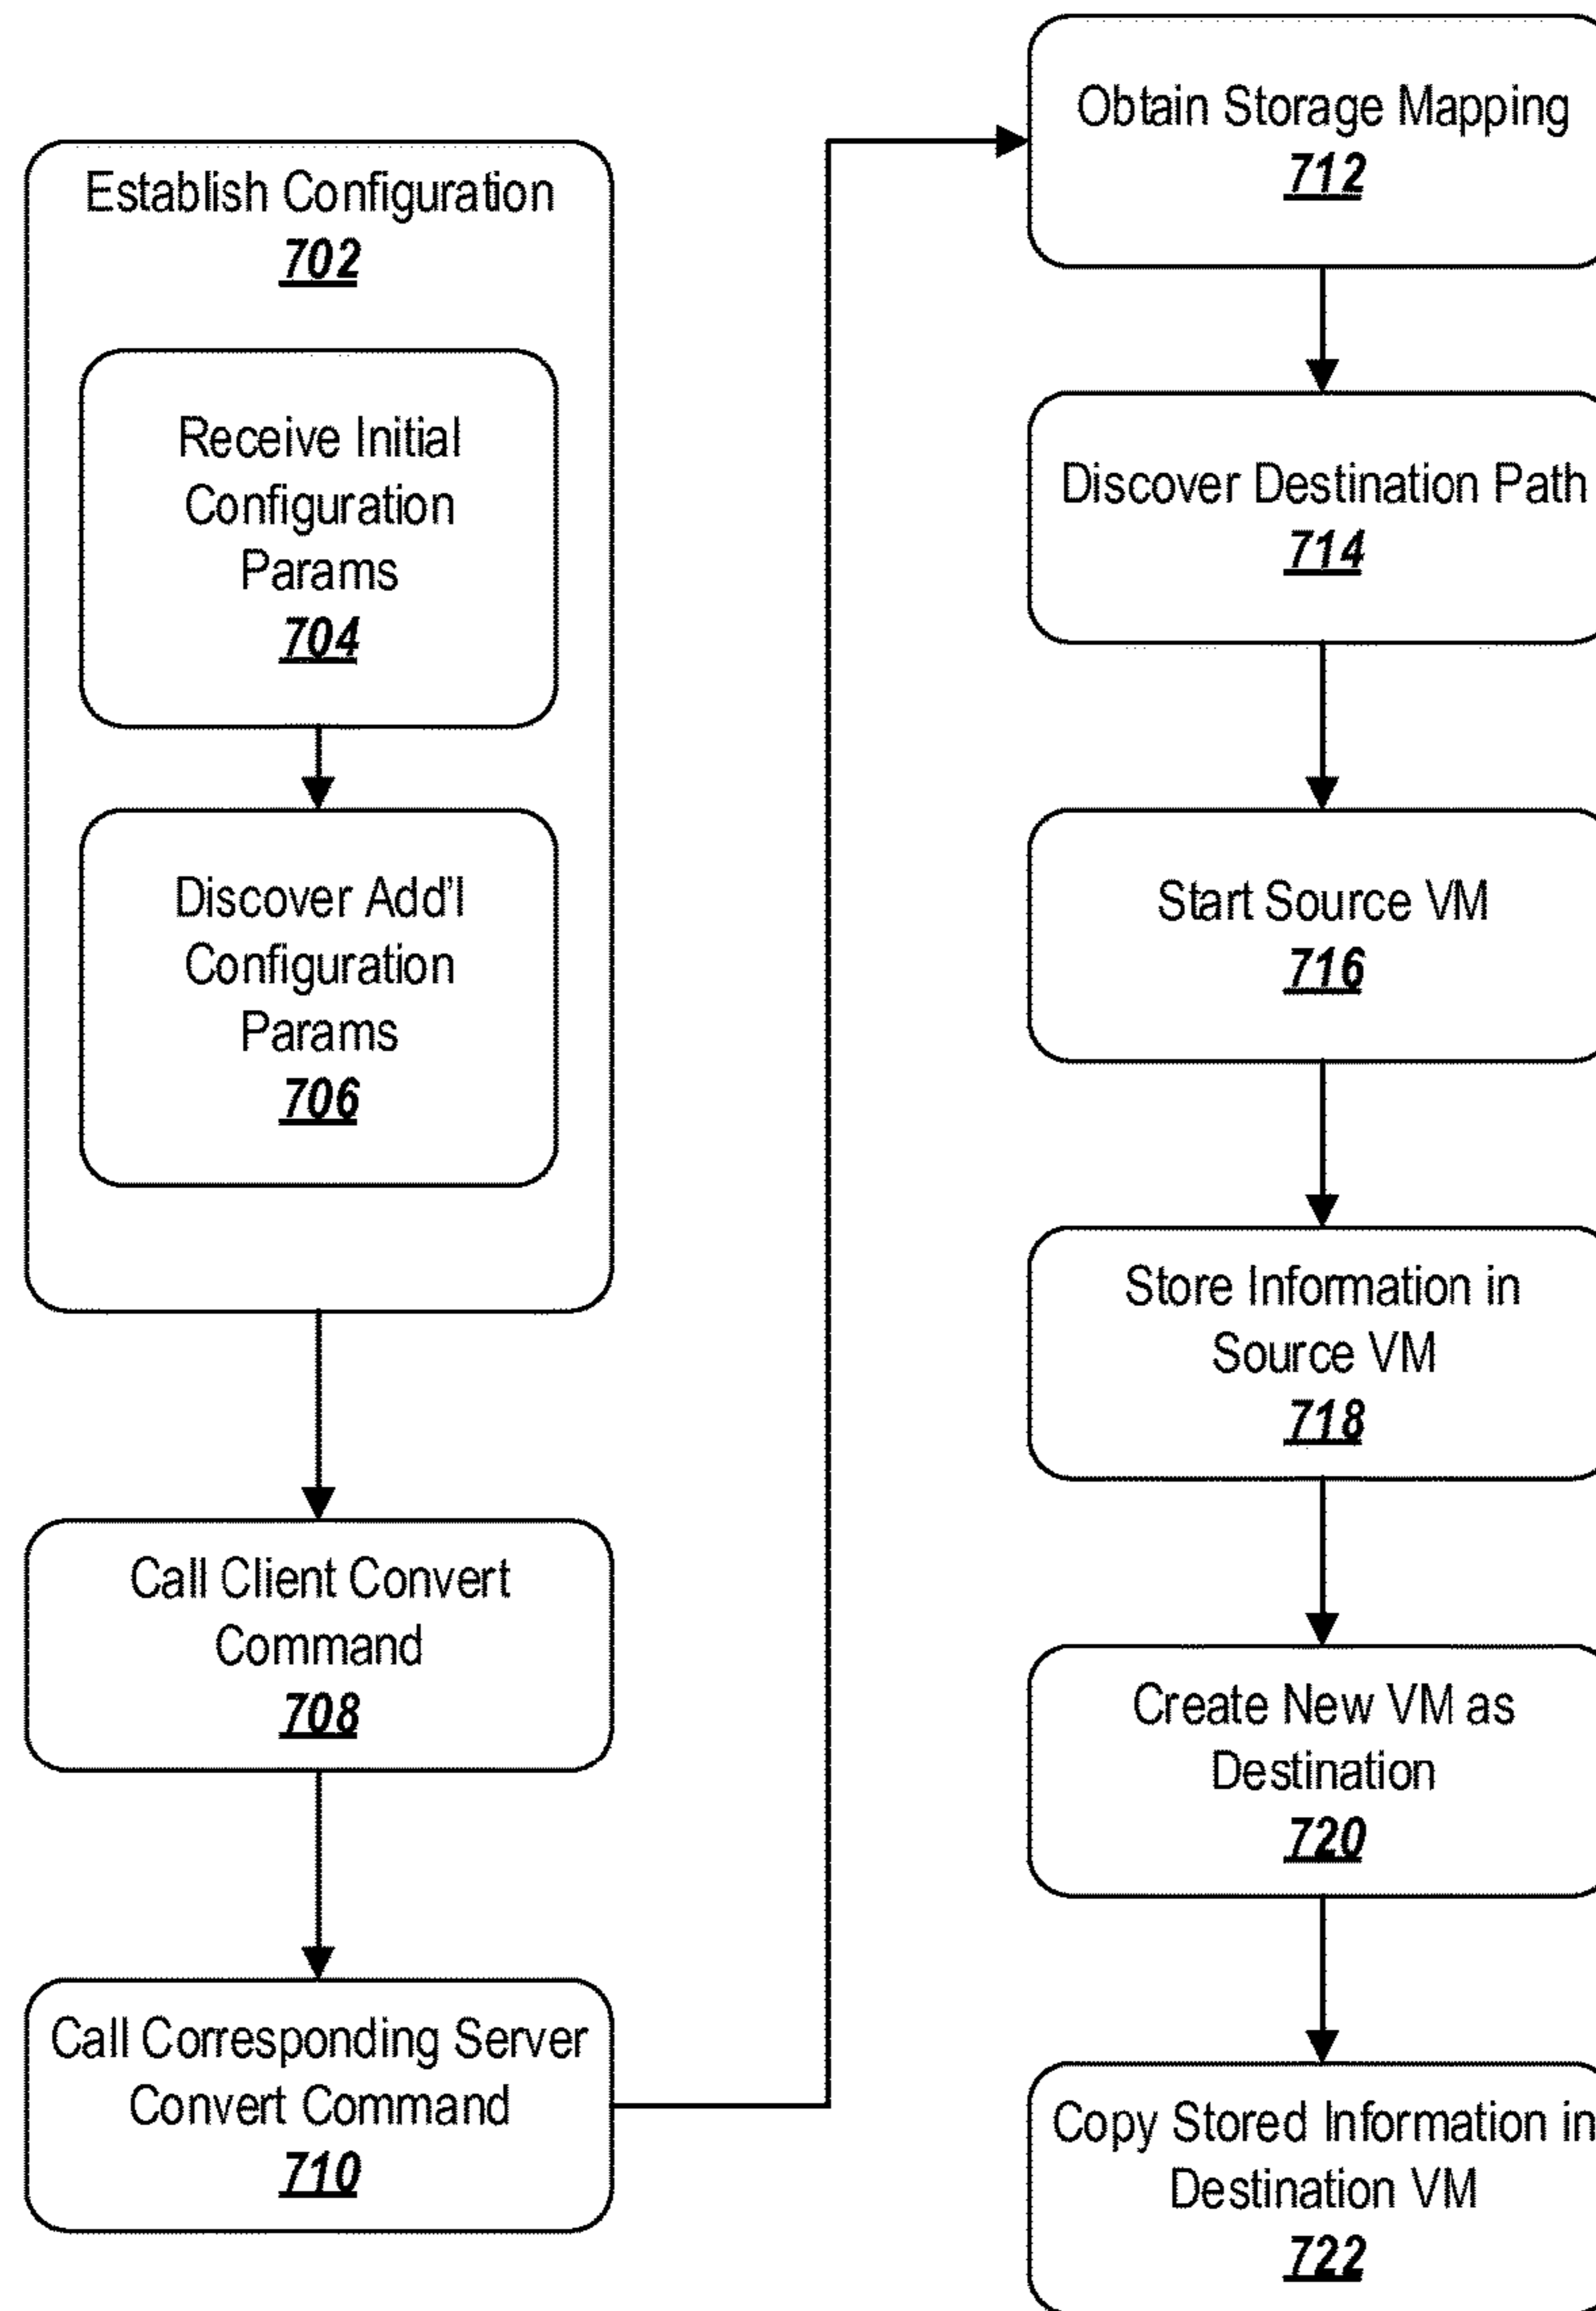 Establish Configuration
702
Receive Initial
Configuration
Params
704
Discover Add'l
Configuration
Params
706
Call Client Convert
Command
708
Call Corresponding Server
Convert Command
710
Obtain Storage Mapping
712
Discover Destination Path
714
Start Source VM
716
Store Information in
Source VM
718
Create New VM as
Destination
720
Copy Stored Information in
Destination VM
722